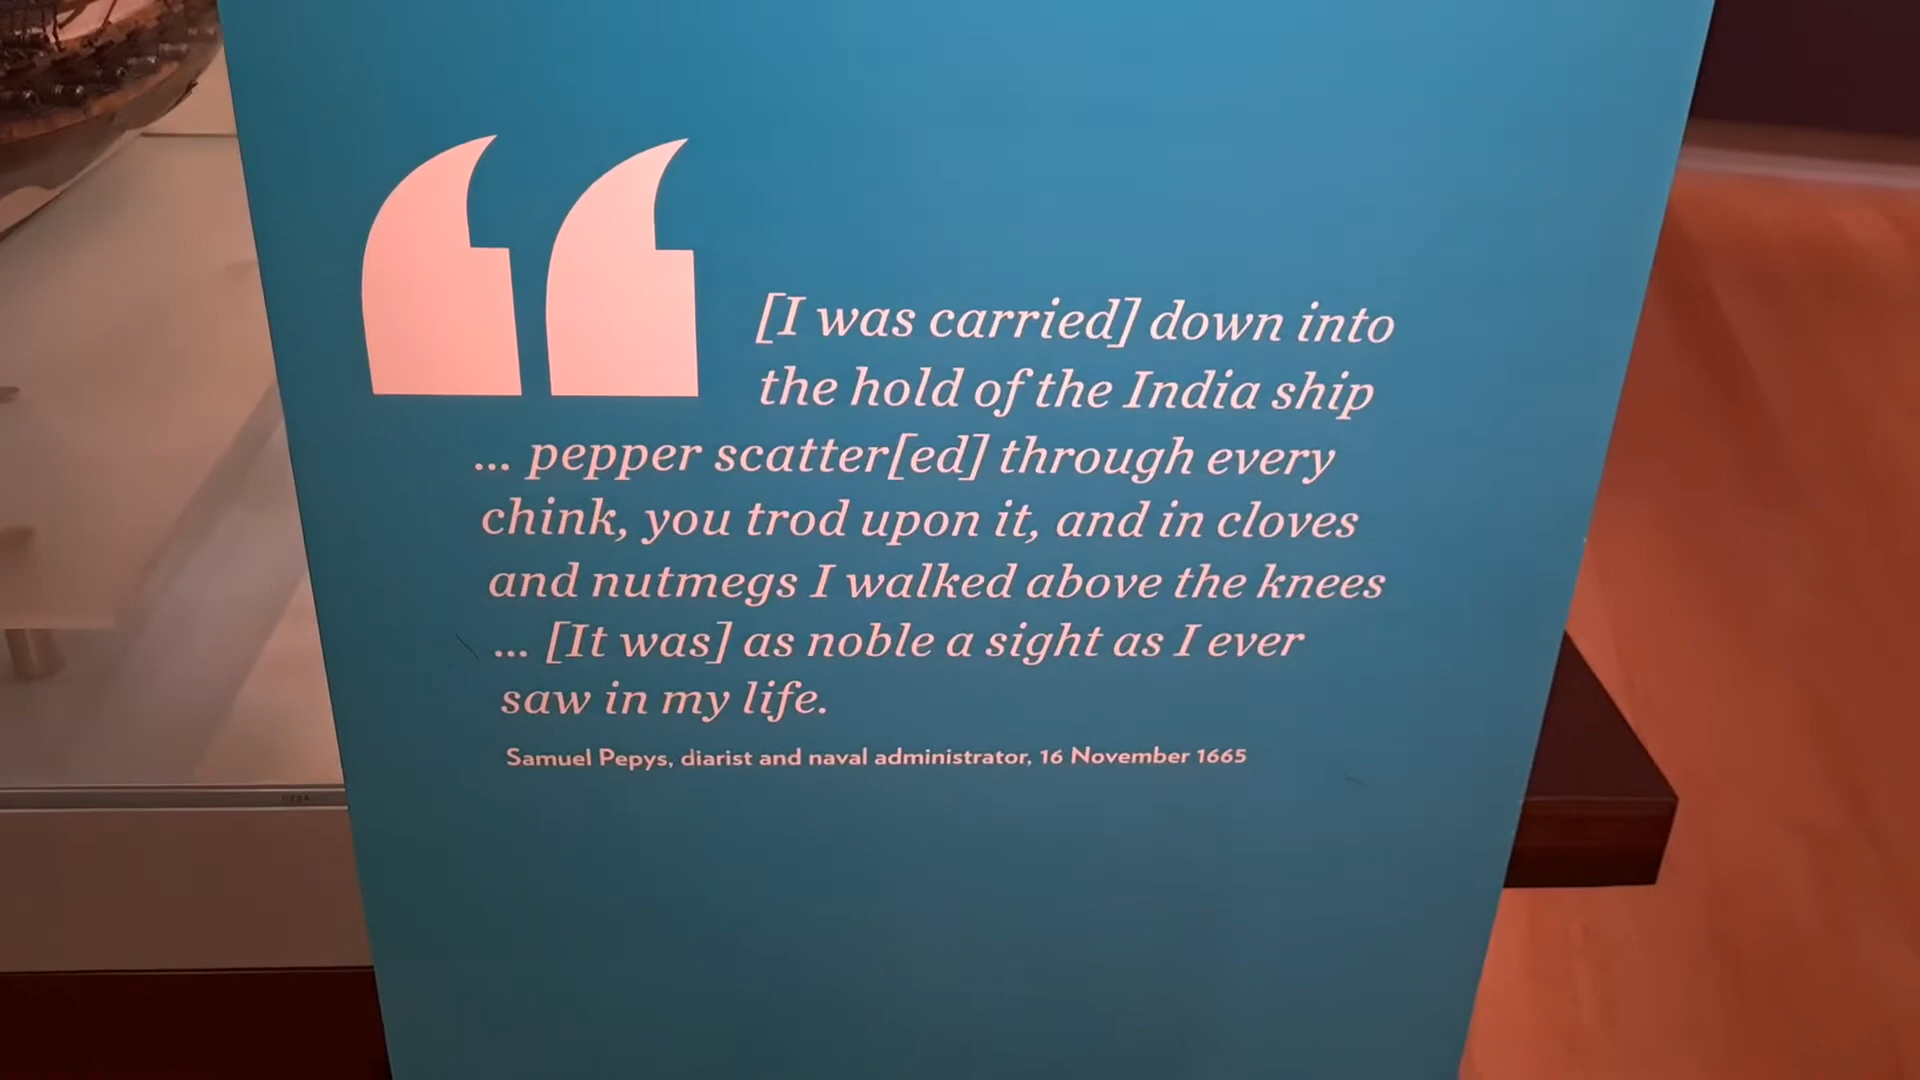 [I was carried] down into
the hold of the India ship
... pepper scatter[ed] through every
chink, you trod upon it, and in cloves
and nutmegs I walked above the knees
... [It was] as noble a sight as I ever
saw in my life.
Samuel Pepys, diarist and naval administrator, 16 November 1665